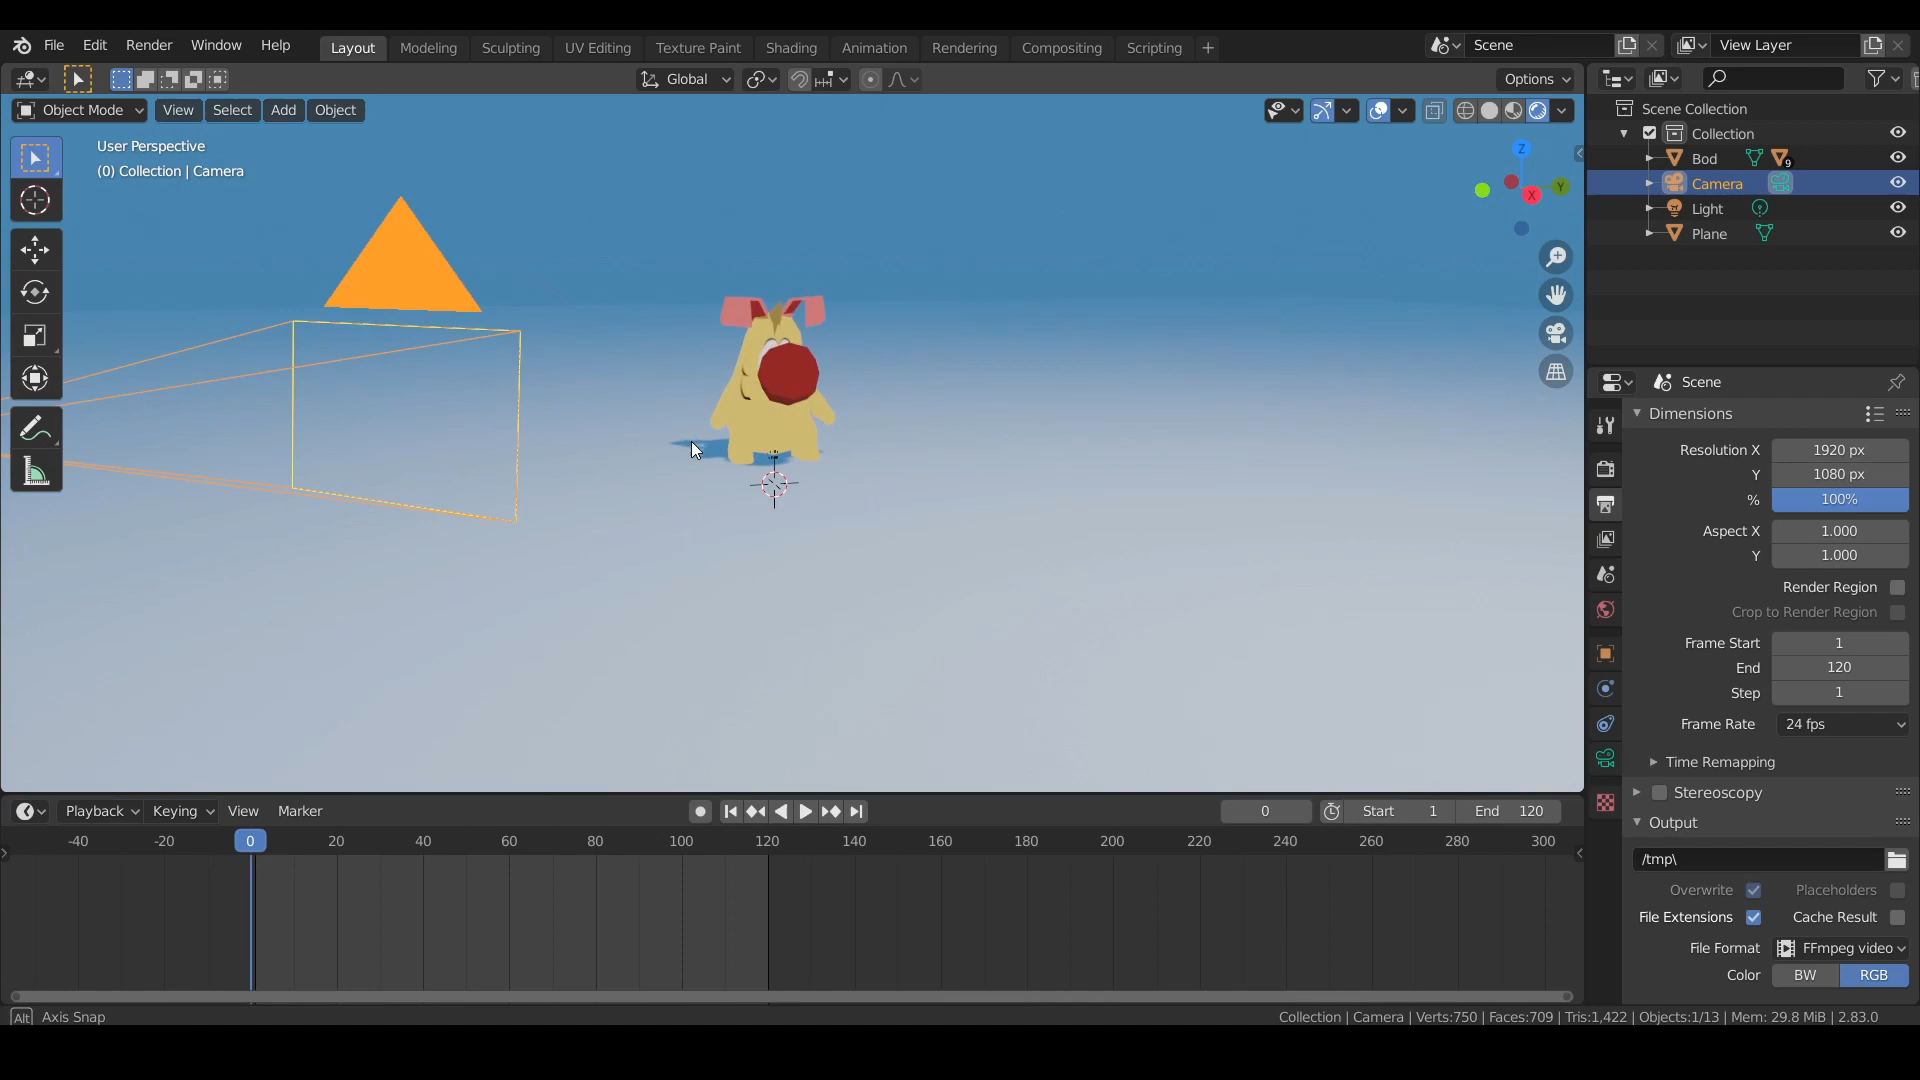 File Edit Render Window Help Layout Modeling Sculpting UV Editing Texture Paint Shading Animation Rendering Compositing Scripting + Scene View Layer
Global Options
Object Mode View Select Add Object
Scene Collection
Collection
Bod 9
Camera
Light
Plane
User Perspective
(0) Collection | Camera
Z
Y
X
Scene
Dimensions
Resolution X 1920 px
Y 1080 px
% 100%
Aspect X 1.000
Y 1.000
Render Region
Crop to Render Region
Frame Start 1
End 120
Step 1
Frame Rate 24 fps
Time Remapping
Stereoscopy
Output
/tmp\
Overwrite Placeholders
File Extensions Cache Result
File Format FFmpeg video
Color BW RGB
Playback Keying View Marker 0 Start 1 End 120
-40 -20 0 20 40 60 80 100 120 140 160 180 200 220 240 260 280 300
Alt Axis Snap
Collection | Camera | Verts:750 | Faces:709 | Tris:1,422 | Objects:1/13 | Mem: 29.8 MiB | 2.83.0